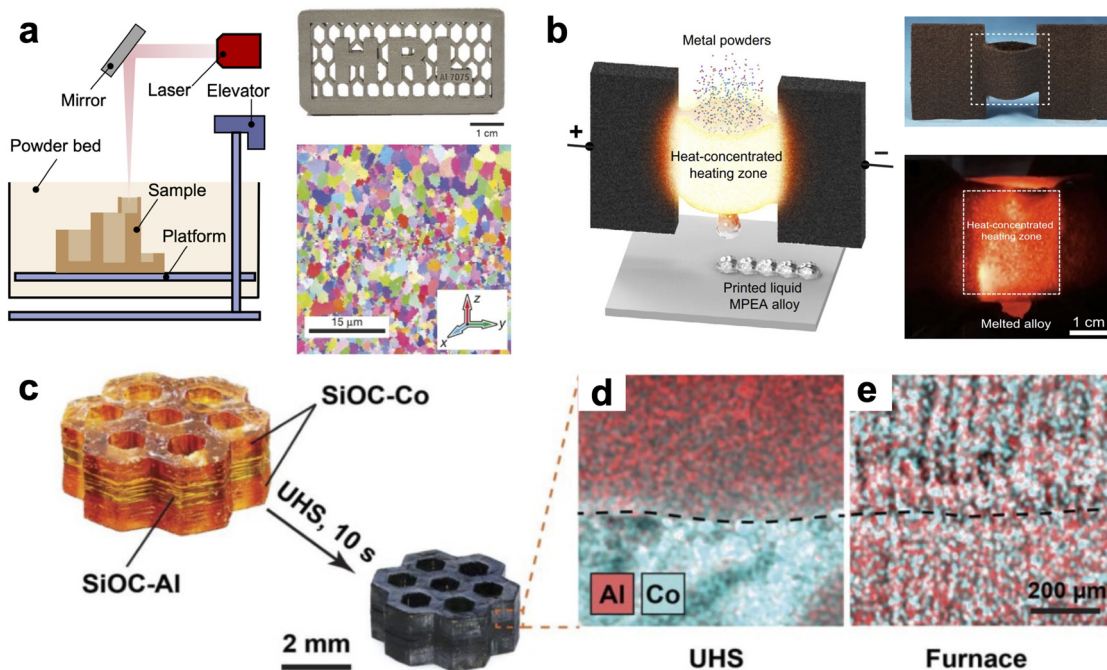 a
Mirror
Laser
Elevator
Powder bed
Sample
Platform
HRL
Al 7075
1 cm
15 μm
z
y
x
b
Metal powders
+
−
Heat-concentrated
heating zone
Printed liquid
MPEA alloy
Heat-concentrated
heating zone
Melted alloy
1 cm
c
SiOC-Co
UHS, 10 s
SiOC-Al
2 mm
d
Al
Co
UHS
e
200 μm
Furnace